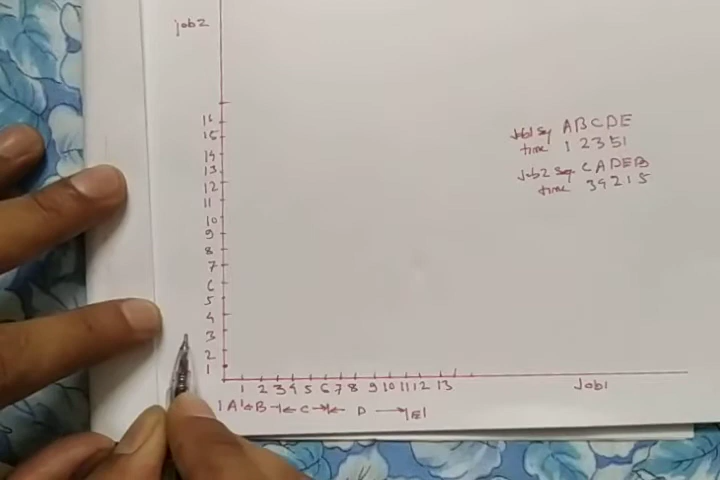 job2
16
15
14
13
12
11
10
9
8
7
6
5
4
3
2
1
Job1 sq A B C D E
time 1 2 3 5 1
Job2 sq C A D E B
time 3 4 2 1 5
1 2 3 4 5 6 7 8 9 10 11 12 13
Job1
A B C D E